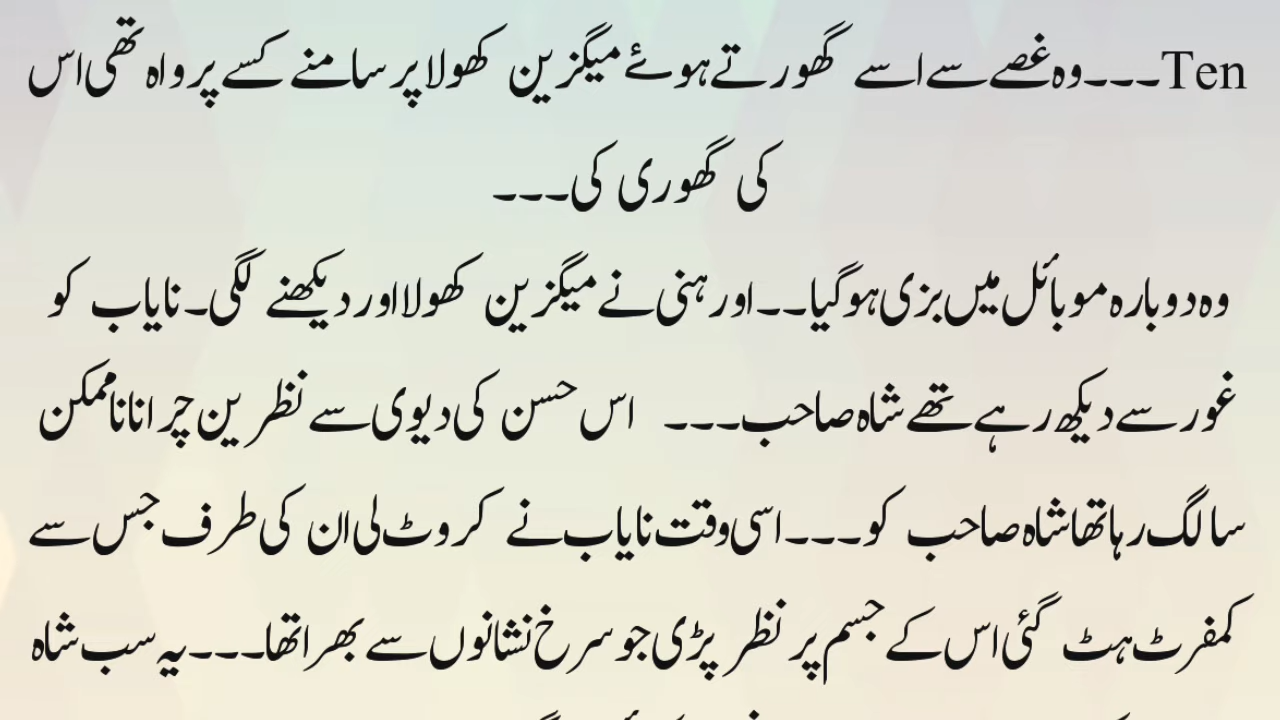 Ten۔۔۔وہ غصے سے اسے گھورتے ہوئے میگزین کھولا پر سامنے کسے پرواہ تھی اس
کی گھوری کی۔۔۔
وہ دوبارہ موبائل میں بزی ہو گیا۔۔اور ہنی نے میگزین کھولا اور دیکھنے لگی۔نایاب کو
غور سے دیکھ رہے تھے شاہ صاحب۔۔۔ اس حسن کی دیوی سے نظرین چرانا ناممکن
سا لگ رہا تھا شاہ صاحب کو۔۔۔اسی وقت نایاب نے کروٹ لی ان کی طرف جس سے
کمفرٹ ہٹ گئی اس کے جسم پر نظر پڑی جو سرخ نشانوں سے بھرا تھا۔۔۔یہ سب شاہ